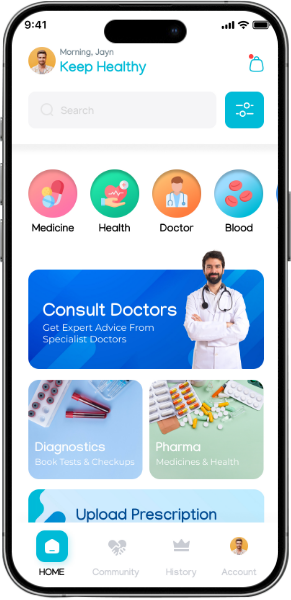 9:41
Morning, Jayn
Keep Healthy
Search
Medicine
Health
Doctor
Blood
Consult Doctors
Get Expert Advice From
Specialist Doctors
Diagnostics
Book Tests & Checkups
Pharma
Medicines & Health
Upload Prescription
HOME
Community
History
Account